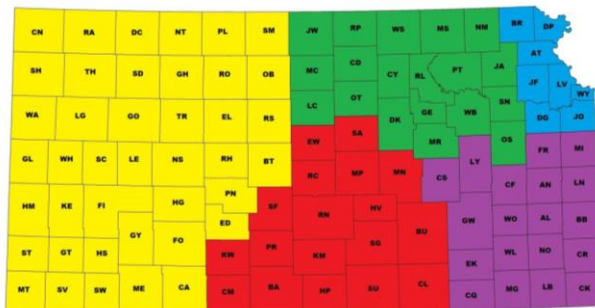 CN RA DC NT PL SM JW RP WS MS NM BR DP
SH TH SD GH RO OB MC CD CY RL PT JA AT
JF LV WY
WA LG GO TR EL RS LC OT DK GE WB SN DG JO
GL WH SC LE NS RH BT EW SA MR OS FR MI
RC MP MN CS LY
HM KE FI HG PN SF RN HV CF AN LN
ED
GY FO GW WO AL BB
ST GT HS KW PR KM SG BU WL NO CR
EK
MT SV SW ME CA CM BA HP SU CL CQ MG LB CK